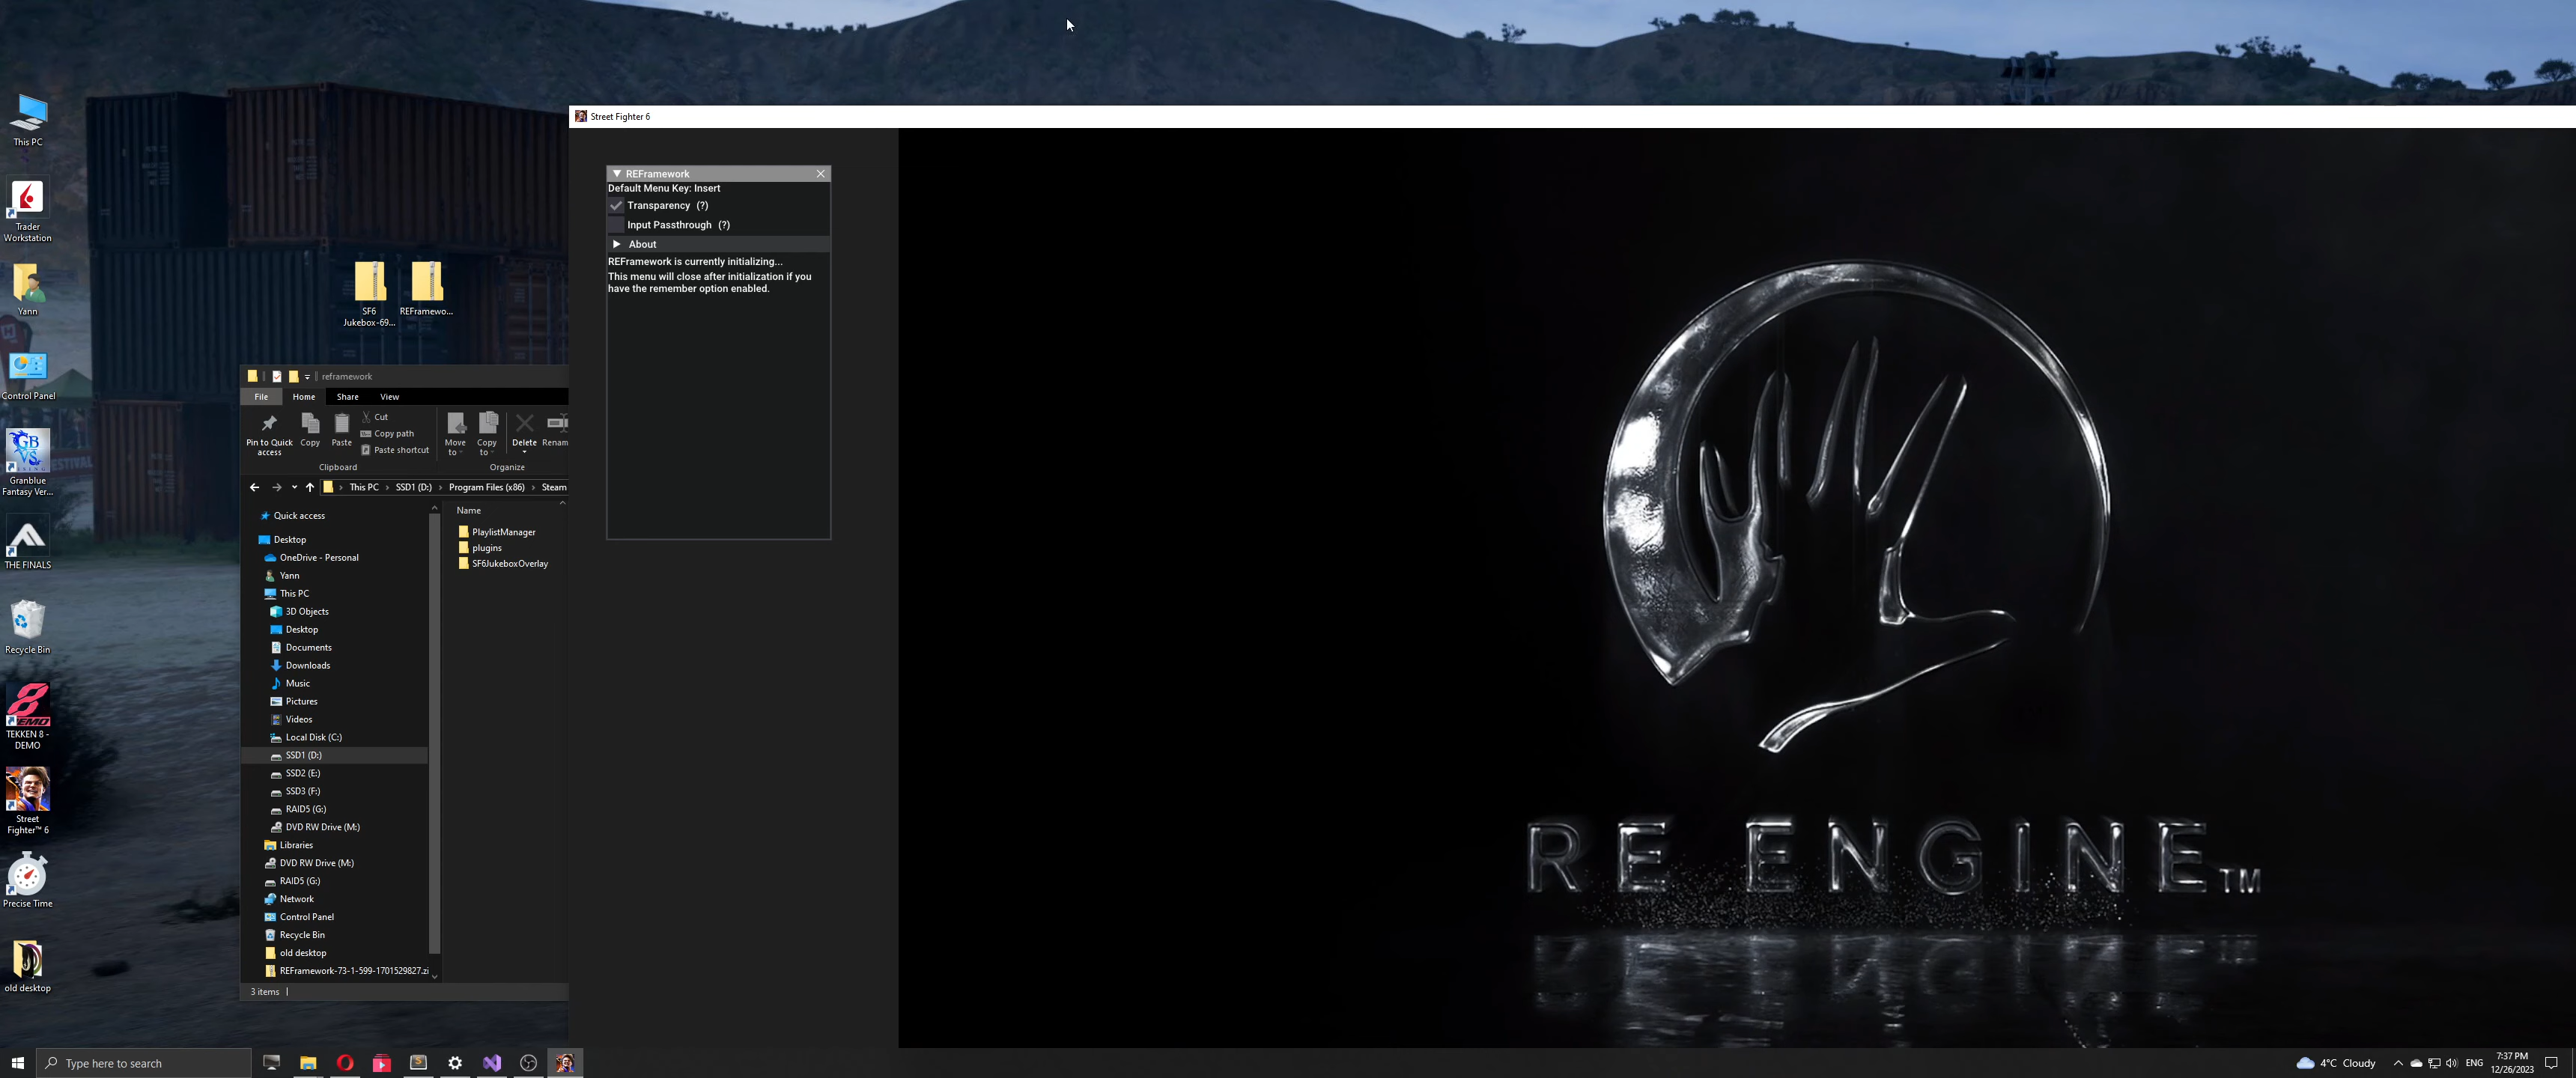 This PC
Trader
Workstation
Yann
Control Panel
GB
VS
Granblue
Fantasy Ver...
THE FINALS
Recycle Bin
TEKKEN 8 -
DEMO
Street
Fighter™ 6
Precise Time
old desktop
SF6
Jukebox-69...
REFramewo...
FESTIVAL
reframework
File
Home
Share
View
Pin to Quick
access
Copy
Paste
Cut
Copy path
Paste shortcut
Move
to
Copy
to
Delete
Renam
Clipboard
Organize
This PC
SSD1 (D:)
Program Files (x86)
Steam
Name
PlaylistManager
plugins
SF6JukeboxOverlay
Quick access
Desktop
OneDrive - Personal
Yann
This PC
3D Objects
Desktop
Documents
Downloads
Music
Pictures
Videos
Local Disk (C:)
SSD1 (D:)
SSD2 (E:)
SSD3 (F:)
RAID5 (G:)
DVD RW Drive (M:)
Libraries
DVD RW Drive (M:)
RAID5 (G:)
Network
Control Panel
Recycle Bin
old desktop
REFramework-73-1-599-1701529827.zi
3 items
Street Fighter 6
REFramework
Default Menu Key: Insert
Transparency (?)
Input Passthrough (?)
About
REFramework is currently initializing...
This menu will close after initialization if you
have the remember option enabled.
RE ENGINE™
Type here to search
4°C Cloudy
ENG
7:37 PM
12/26/2023